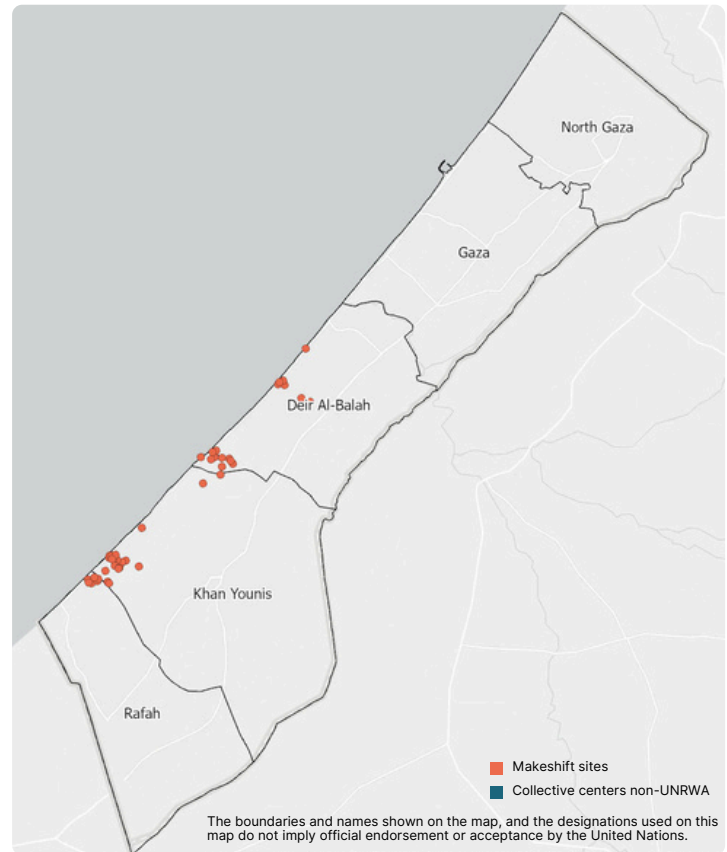 North Gaza
Gaza
Deir Al-Balah
Khan Younis
Rafah
Makeshift sites
Collective centers non-UNRWA
The boundaries and names shown on the map, and the designations used on this
map do not imply official endorsement or acceptance by the United Nations.